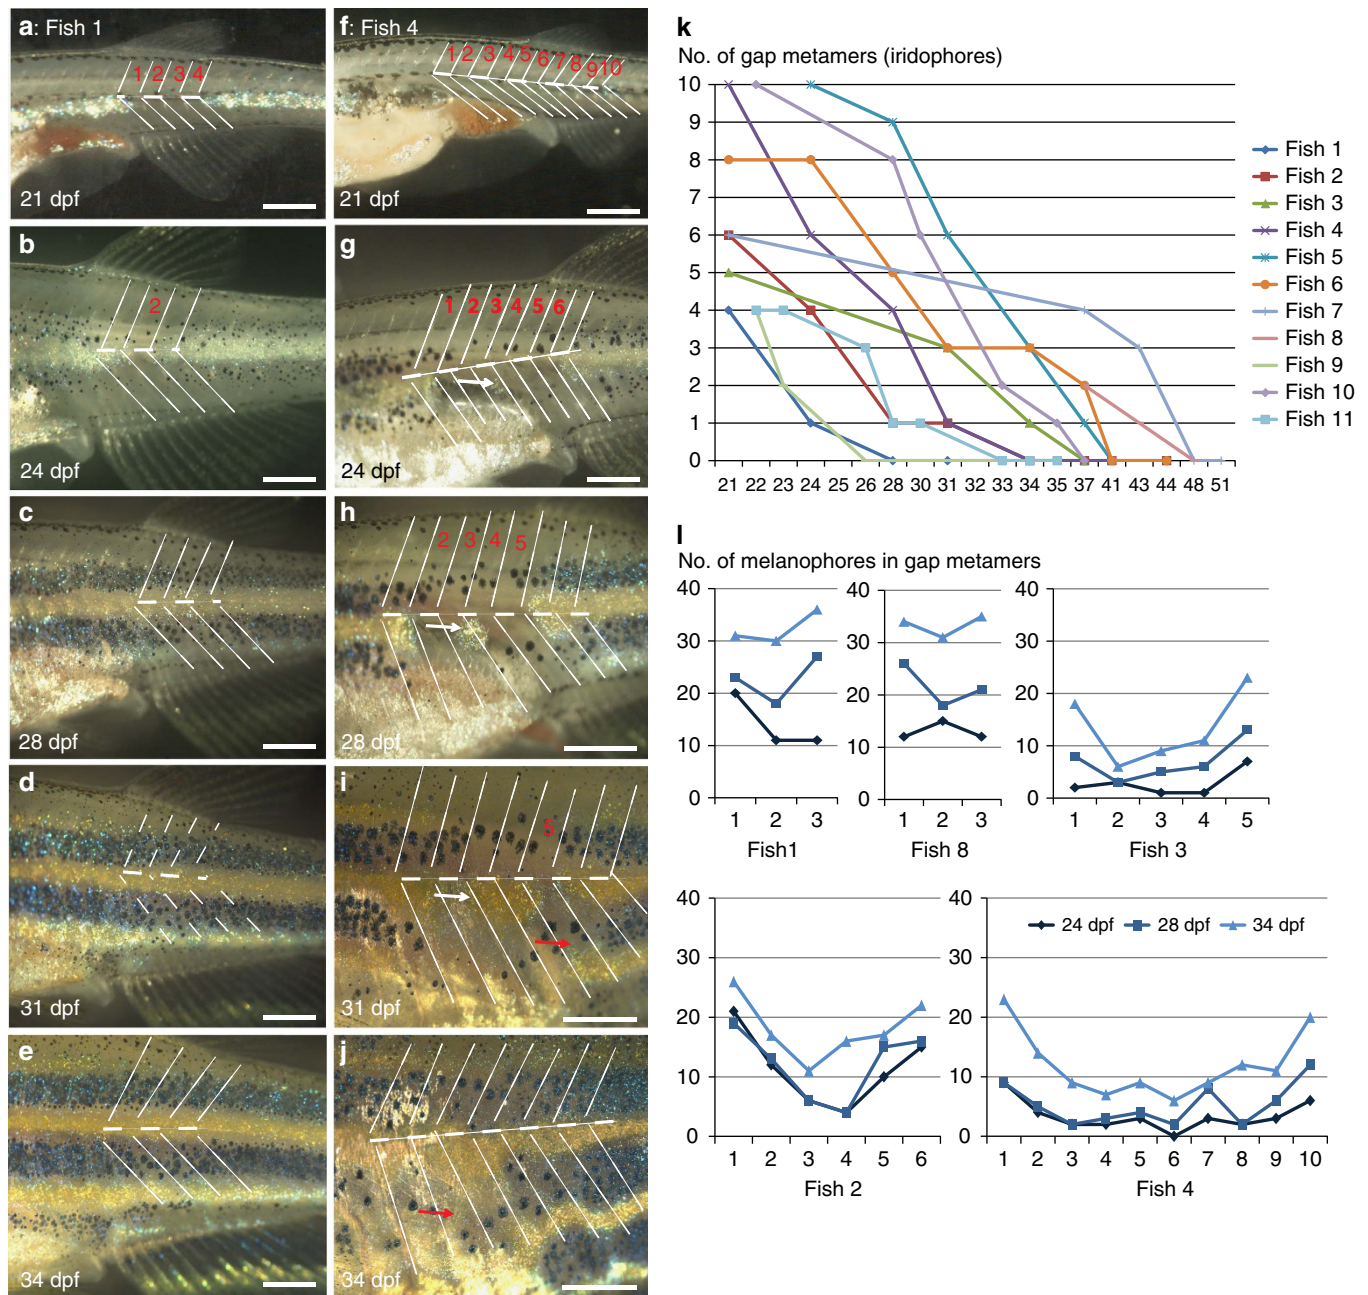 a: Fish 1
1 2 3 4
21 dpf
b
2
24 dpf
c
28 dpf
d
31 dpf
e
34 dpf
f: Fish 4
1 2 3 4 5 6 7 8 9 10
21 dpf
g
1 2 3 4 5 6
24 dpf
h
2 3 4 5
28 dpf
i
5
31 dpf
j
34 dpf
k
No. of gap metamers (iridophores)
10
9
8
7
6
5
4
3
2
1
0
21 22 23 24 25 26 28 30 31 32 33 34 35 37 41 43 44 48 51
Fish 1
Fish 2
Fish 3
Fish 4
Fish 5
Fish 6
Fish 7
Fish 8
Fish 9
Fish 10
Fish 11
l
No. of melanophores in gap metamers
40
30
20
10
0
1 2 3
Fish1
40
30
20
10
0
1 2 3
Fish 8
40
30
20
10
0
1 2 3 4 5
Fish 3
40
30
20
10
0
1 2 3 4 5 6
Fish 2
40
30
20
10
0
24 dpf 28 dpf 34 dpf
1 2 3 4 5 6 7 8 9 10
Fish 4